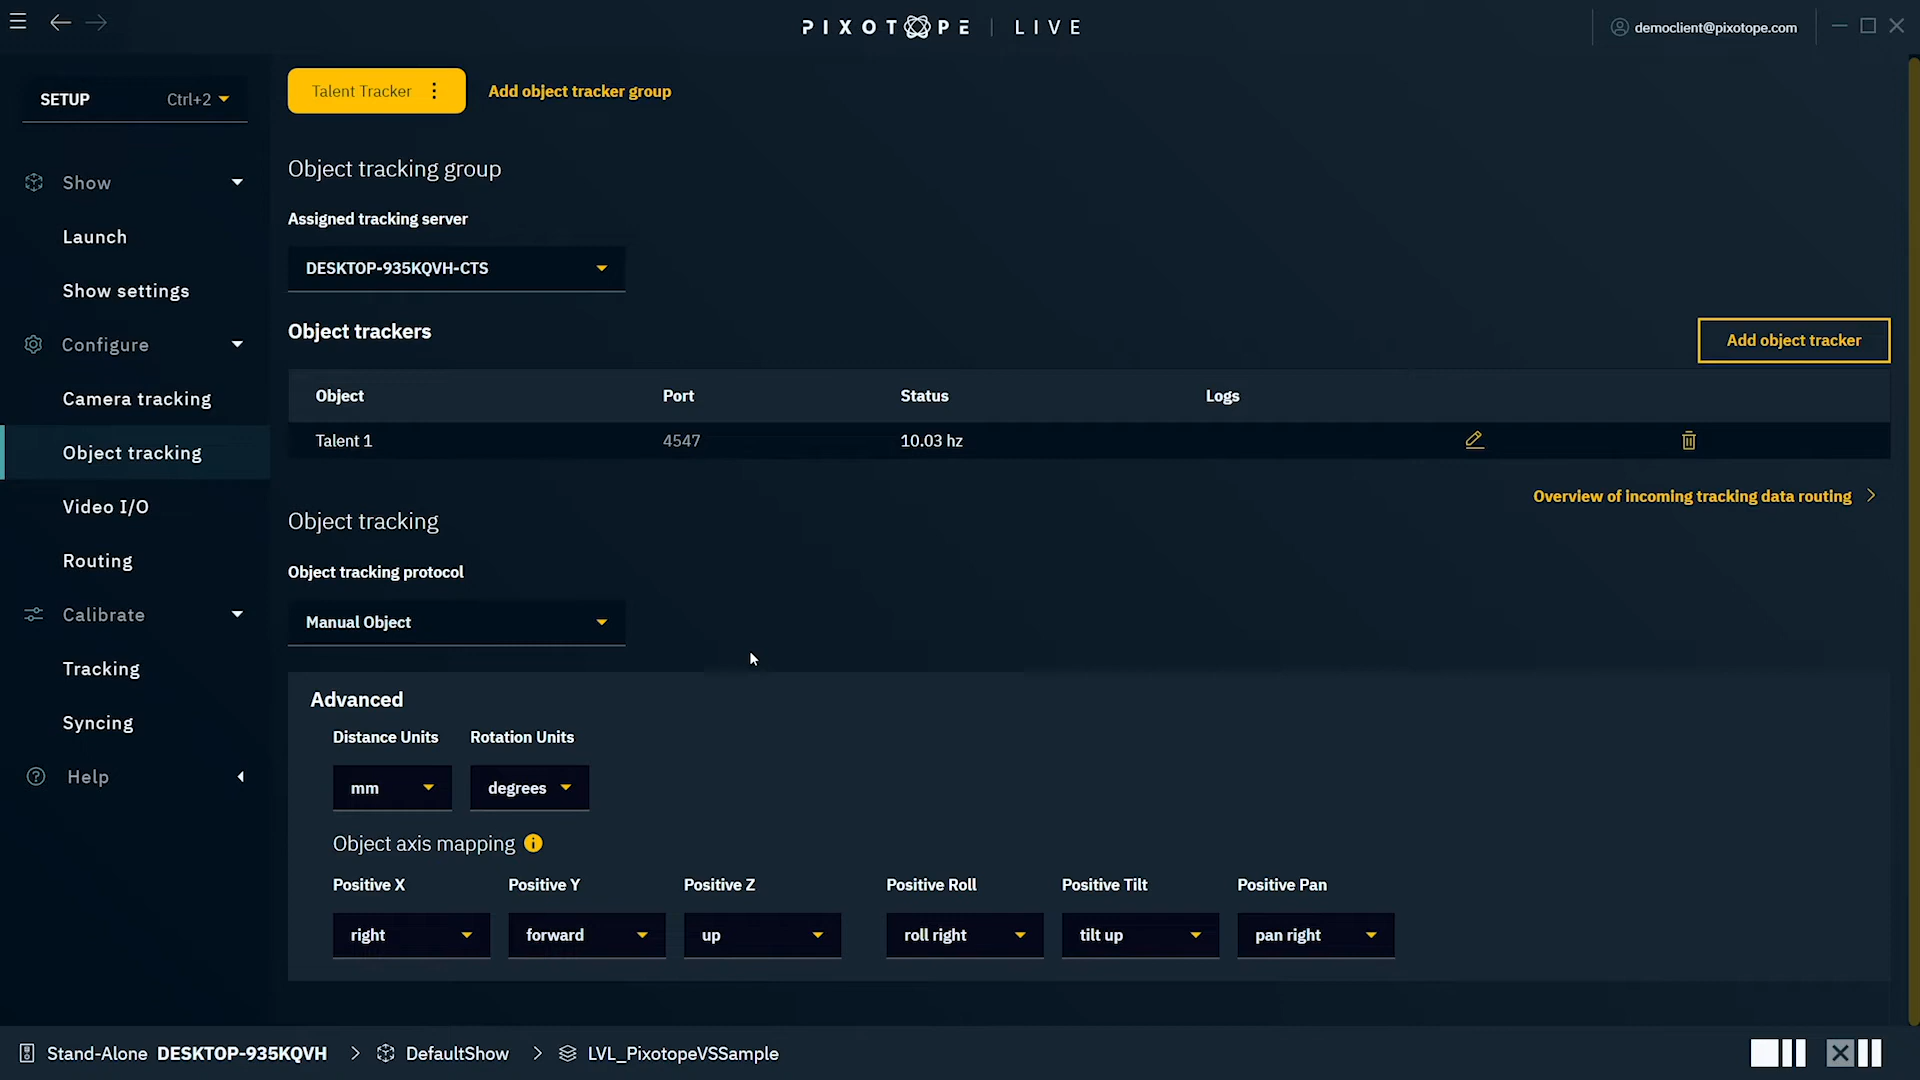 PIXOTOPE | LIVE
democlient@pixotope.com
SETUP Ctrl+2
Show
Launch
Show settings
Configure
Camera tracking
Object tracking
Video I/O
Routing
Calibrate
Tracking
Syncing
Help
Talent Tracker
Add object tracker group
Object tracking group
Assigned tracking server
DESKTOP-935KQVH-CTS
Object trackers
Add object tracker
Object Port Status Logs
Talent 1 4547 10.03 hz
Overview of incoming tracking data routing
Object tracking
Object tracking protocol
Manual Object
Advanced
Distance Units Rotation Units
mm degrees
Object axis mapping
Positive X Positive Y Positive Z Positive Roll Positive Tilt Positive Pan
right forward up roll right tilt up pan right
Stand-Alone DESKTOP-935KQVH > DefaultShow > LVL_PixotopeVSSample